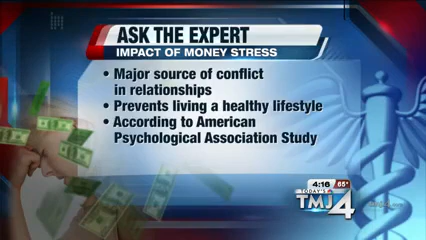 ASK THE EXPERT
IMPACT OF MONEY STRESS
• Major source of conflict
in relationships
• Prevents living a healthy lifestyle
• According to American
Psychological Association Study
4:16 65°
TODAY'S
TMJ4